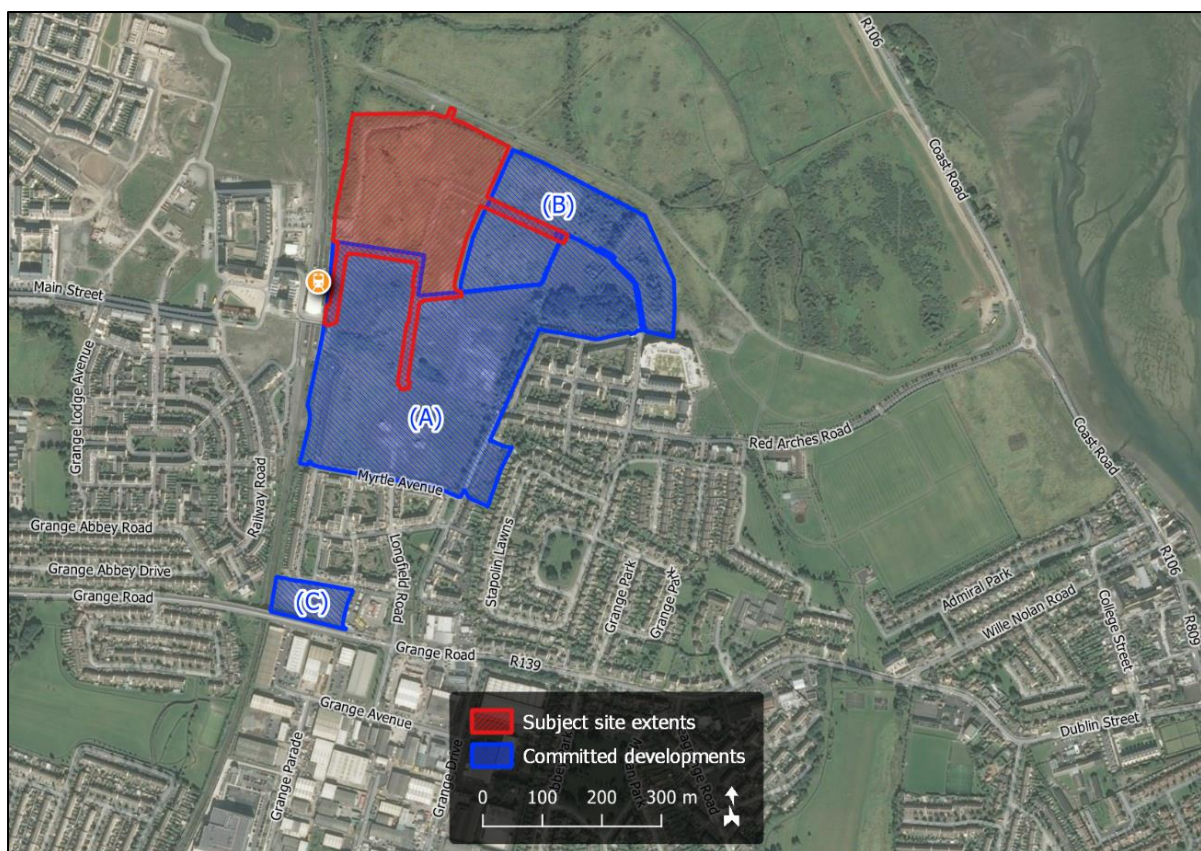 R106
Coast Road
(B)
Main Street
Grange Lodge Avenue
(A)
Red Arches Road
Coast Road
Myrtle Avenue
Railway Road
Grange Abbey Road
Longfield Road
Stapolin Lawns
Grange Abbey Drive
Grange Park
Grange Park
Admiral Park
R106
Grange Road
(C)
Wille Nolan Road
College Street
R809
Grange Road
R139
Grange Avenue
Dublin Street
Grange Parade
Grange Drive
Subject site extents
Committed developments
0 100 200 300 m